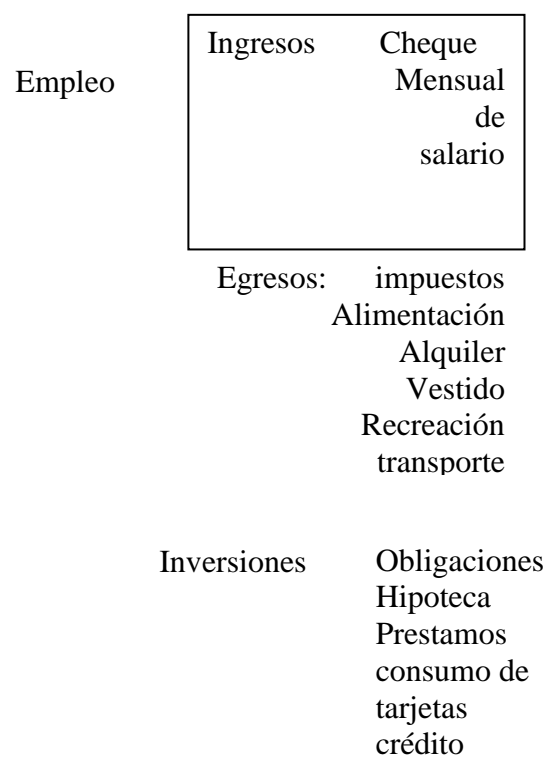 Ingresos Cheque
Empleo Mensual
de
salario
Egresos: impuestos
Alimentación
Alquiler
Vestido
Recreación
transporte
Inversiones Obligaciones
Hipoteca
Prestamos
consumo de
tarjetas
crédito